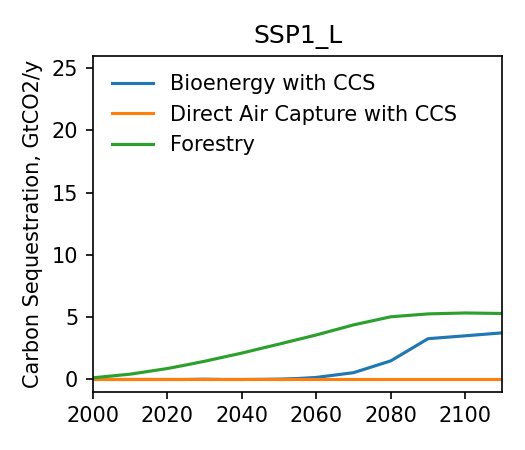 SSP1_L
Carbon Sequestration, GtCO2/y
25
20
15
10
5
0
Bioenergy with CCS
Direct Air Capture with CCS
Forestry
2000 2020 2040 2060 2080 2100